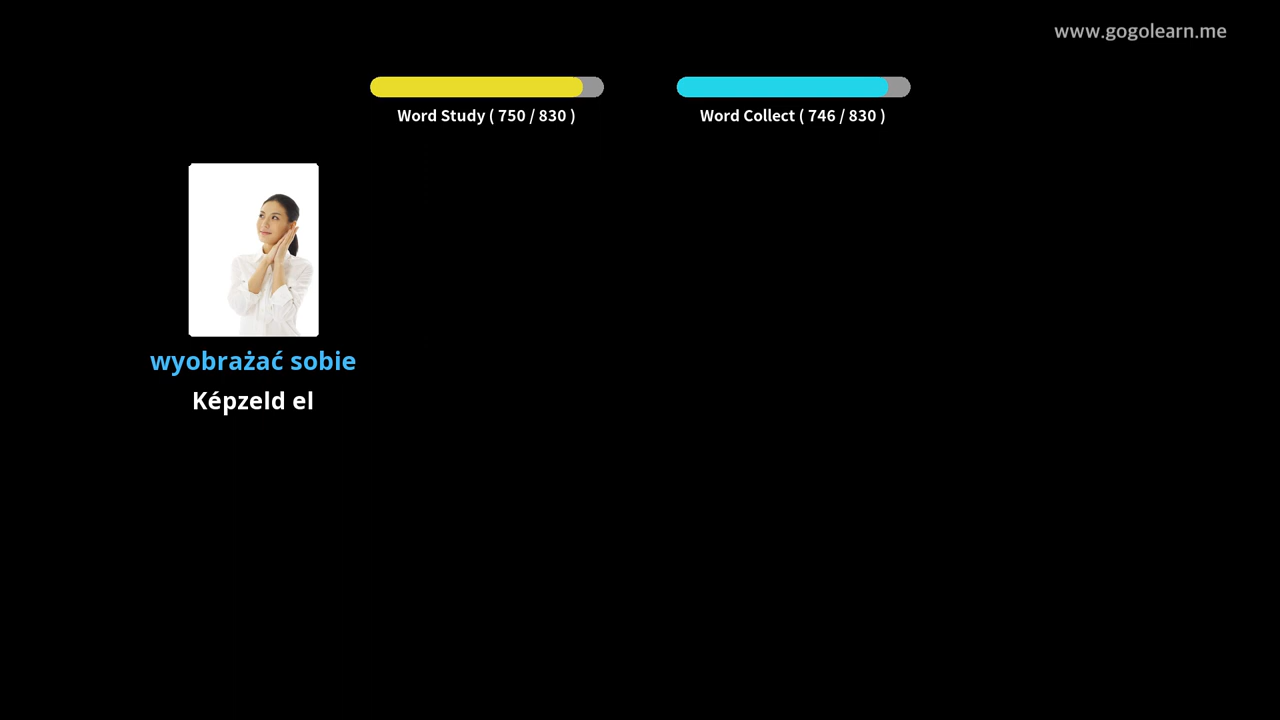 www.gogolearn.me
Word Study ( 750 / 830 )
Word Collect ( 746 / 830 )
wyobrażać sobie
Képzeld el